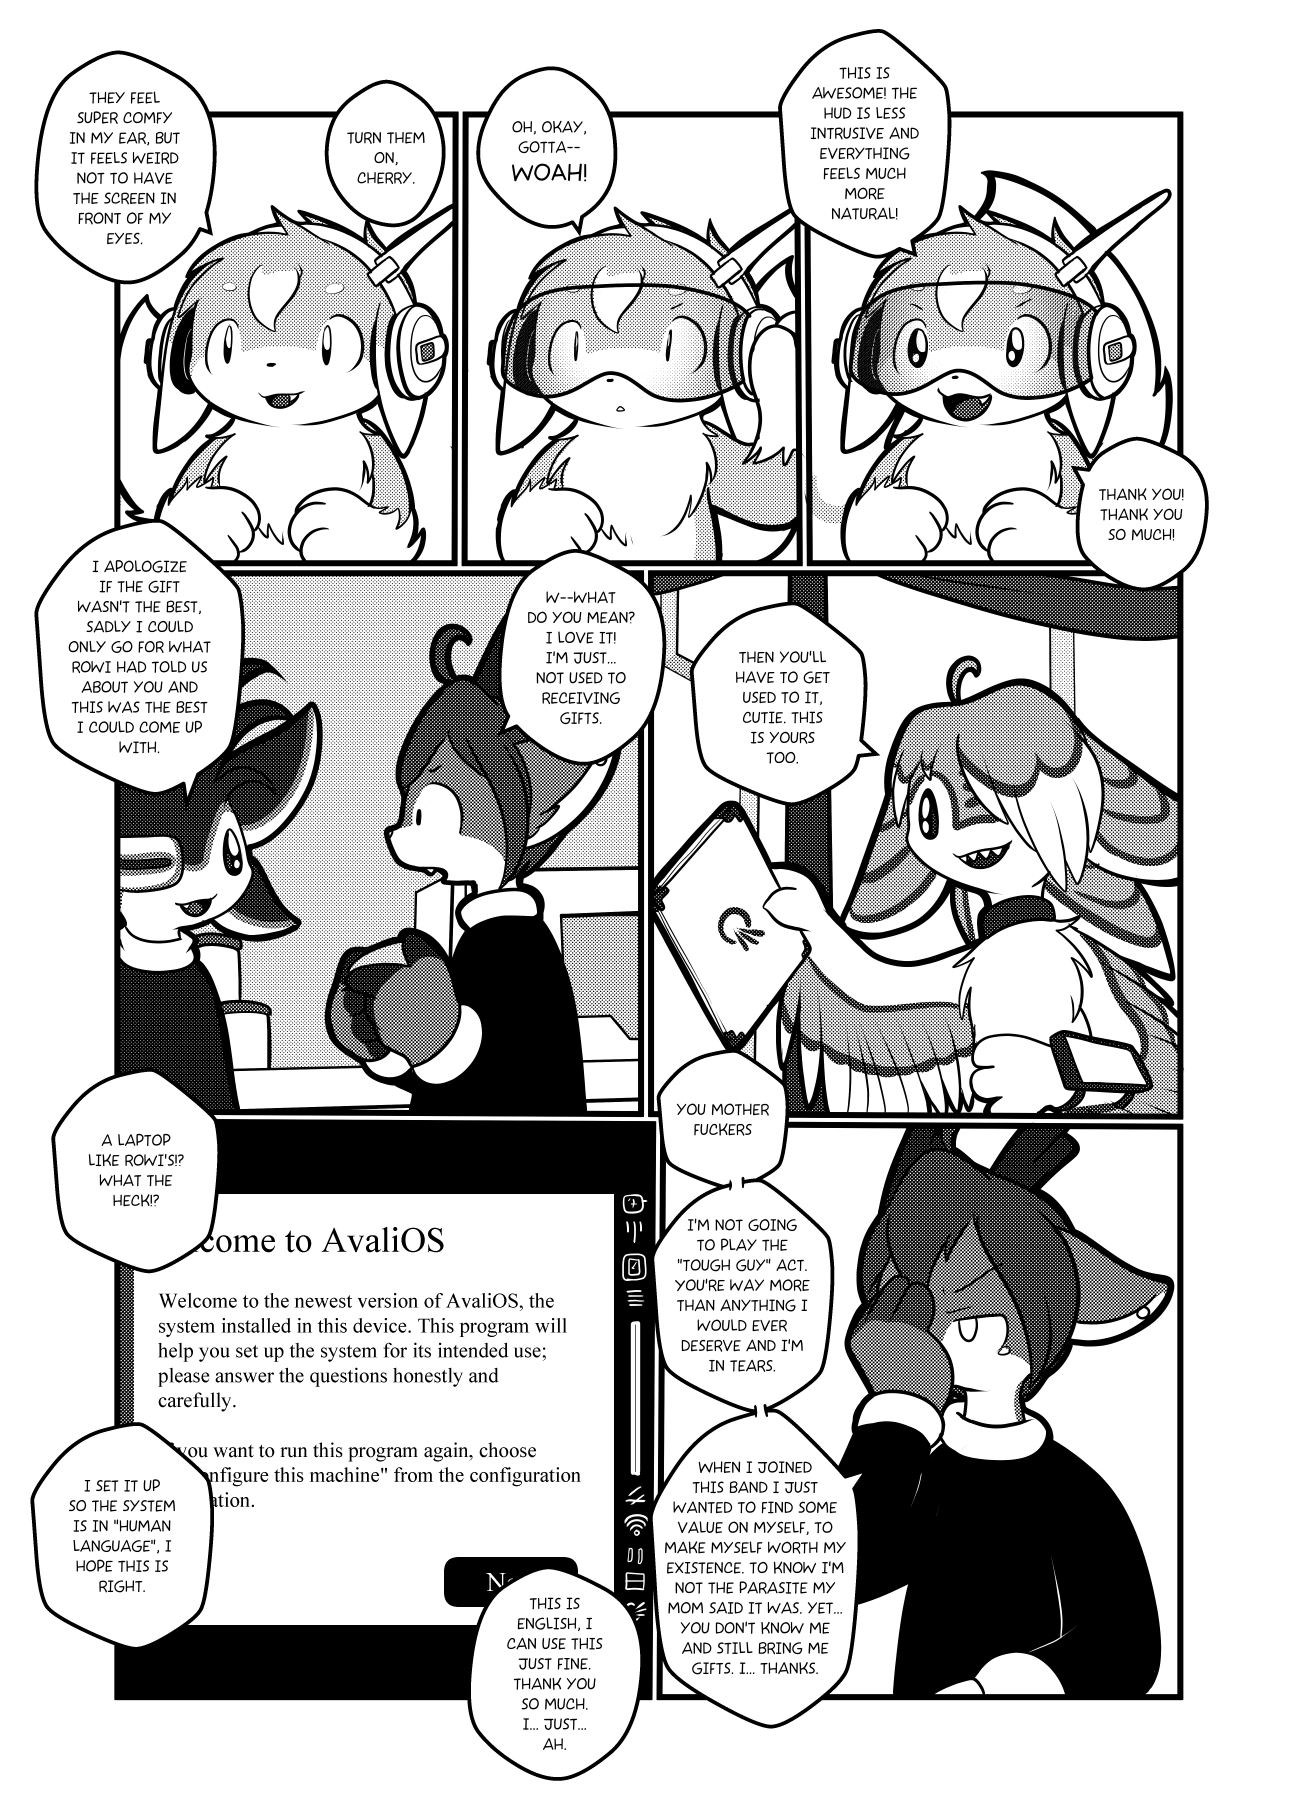 THEY FEEL
SUPER COMFY
IN MY EAR, BUT
IT FEELS WEIRD
NOT TO HAVE
THE SCREEN IN
FRONT OF MY
EYES.
TURN THEM
ON,
CHERRY.
OH, OKAY,
GOTTA--
WOAH!
THIS IS
AWESOME! THE
HUD IS LESS
INTRUSIVE AND
EVERYTHING
FEELS MUCH
MORE
NATURAL!
THANK YOU!
THANK YOU
SO MUCH!
I APOLOGIZE
IF THE GIFT
WASN'T THE BEST,
SADLY I COULD
ONLY GO FOR WHAT
ROWI HAD TOLD US
ABOUT YOU AND
THIS WAS THE BEST
I COULD COME UP
WITH.
W--WHAT
DO YOU MEAN?
I LOVE IT!
I'M JUST...
NOT USED TO
RECEIVING
GIFTS.
THEN YOU'LL
HAVE TO GET
USED TO IT,
CUTIE. THIS
IS YOURS
TOO.
A LAPTOP
LIKE ROWI'S!?
WHAT THE
HECK!?
come to AvaliOS
Welcome to the newest version of AvaliOS, the
system installed in this device. This program will
help you set up the system for its intended use;
please answer the questions honestly and
carefully.
you want to run this program again, choose
onfigure this machine" from the configuration
ation.
I SET IT UP
SO THE SYSTEM
IS IN "HUMAN
LANGUAGE", I
HOPE THIS IS
RIGHT.
THIS IS
ENGLISH, I
CAN USE THIS
JUST FINE.
THANK YOU
SO MUCH.
I... JUST...
AH.
YOU MOTHER
FUCKERS
I'M NOT GOING
TO PLAY THE
"TOUGH GUY" ACT.
YOU'RE WAY MORE
THAN ANYTHING I
WOULD EVER
DESERVE AND I'M
IN TEARS.
WHEN I JOINED
THIS BAND I JUST
WANTED TO FIND SOME
VALUE ON MYSELF, TO
MAKE MYSELF WORTH MY
EXISTENCE. TO KNOW I'M
NOT THE PARASITE MY
MOM SAID IT WAS. YET...
YOU DON'T KNOW ME
AND STILL BRING ME
GIFTS. I... THANKS.